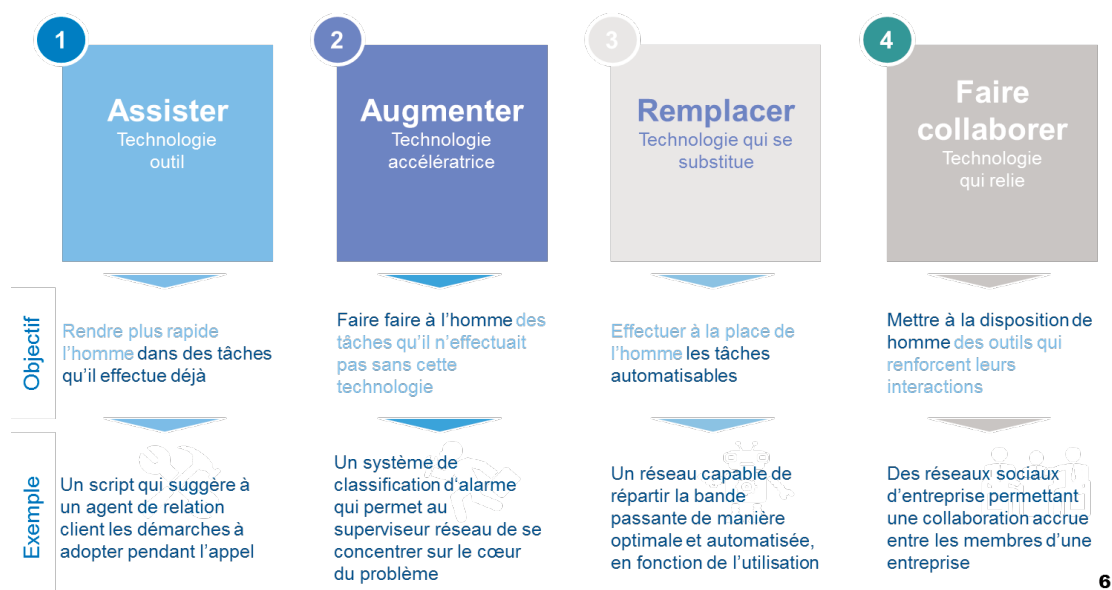 1
Assister
Technologie
outil
2
Augmenter
Technologie
accélératrice
3
Remplacer
Technologie qui se
substitue
4
Faire
collaborer
Technologie
qui relie
Objectif
Rendre plus rapide
l’homme dans des tâches
qu’il effectue déjà
Faire faire à l’homme des
tâches qu’il n’effectuait
pas sans cette
technologie
Effectuer à la place de
l’homme les tâches
automatisables
Mettre à la disposition de
homme des outils qui
renforcent leurs
interactions
Exemple
Un script qui suggère à
un agent de relation
client les démarches à
adopter pendant l’appel
Un système de
classification d’alarme
qui permet au
superviseur réseau de se
concentrer sur le cœur
du problème
Un réseau capable de
répartir la bande
passante de manière
optimale et automatisée,
en fonction de l’utilisation
Des réseaux sociaux
d’entreprise permettant
une collaboration accrue
entre les membres d’une
entreprise
6